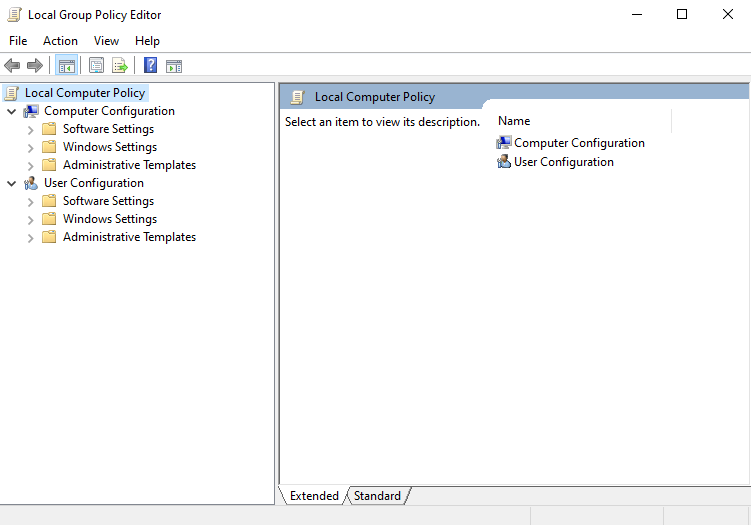 Local Group Policy Editor
File Action View Help
Local Computer Policy
Computer Configuration
Software Settings
Windows Settings
Administrative Templates
User Configuration
Software Settings
Windows Settings
Administrative Templates
Local Computer Policy
Select an item to view its description.
Name
Computer Configuration
User Configuration
Extended Standard